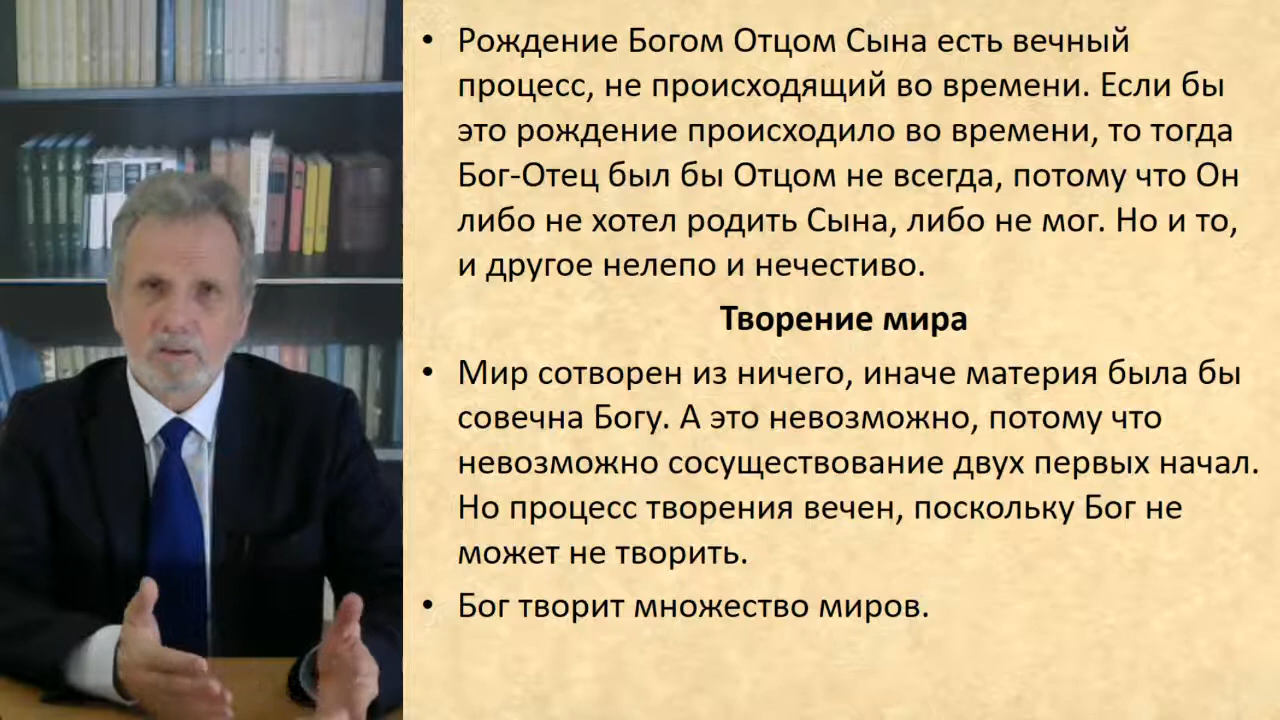 • Рождение Богом Отцом Сына есть вечный
процесс, не происходящий во времени. Если бы
это рождение происходило во времени, то тогда
Бог-Отец был бы Отцом не всегда, потому что Он
либо не хотел родить Сына, либо не мог. Но и то,
и другое нелепо и нечестиво.
Творение мира
• Мир сотворен из ничего, иначе материя была бы
совечна Богу. А это невозможно, потому что
невозможно сосуществование двух первых начал.
Но процесс творения вечен, поскольку Бог не
может не творить.
• Бог творит множество миров.